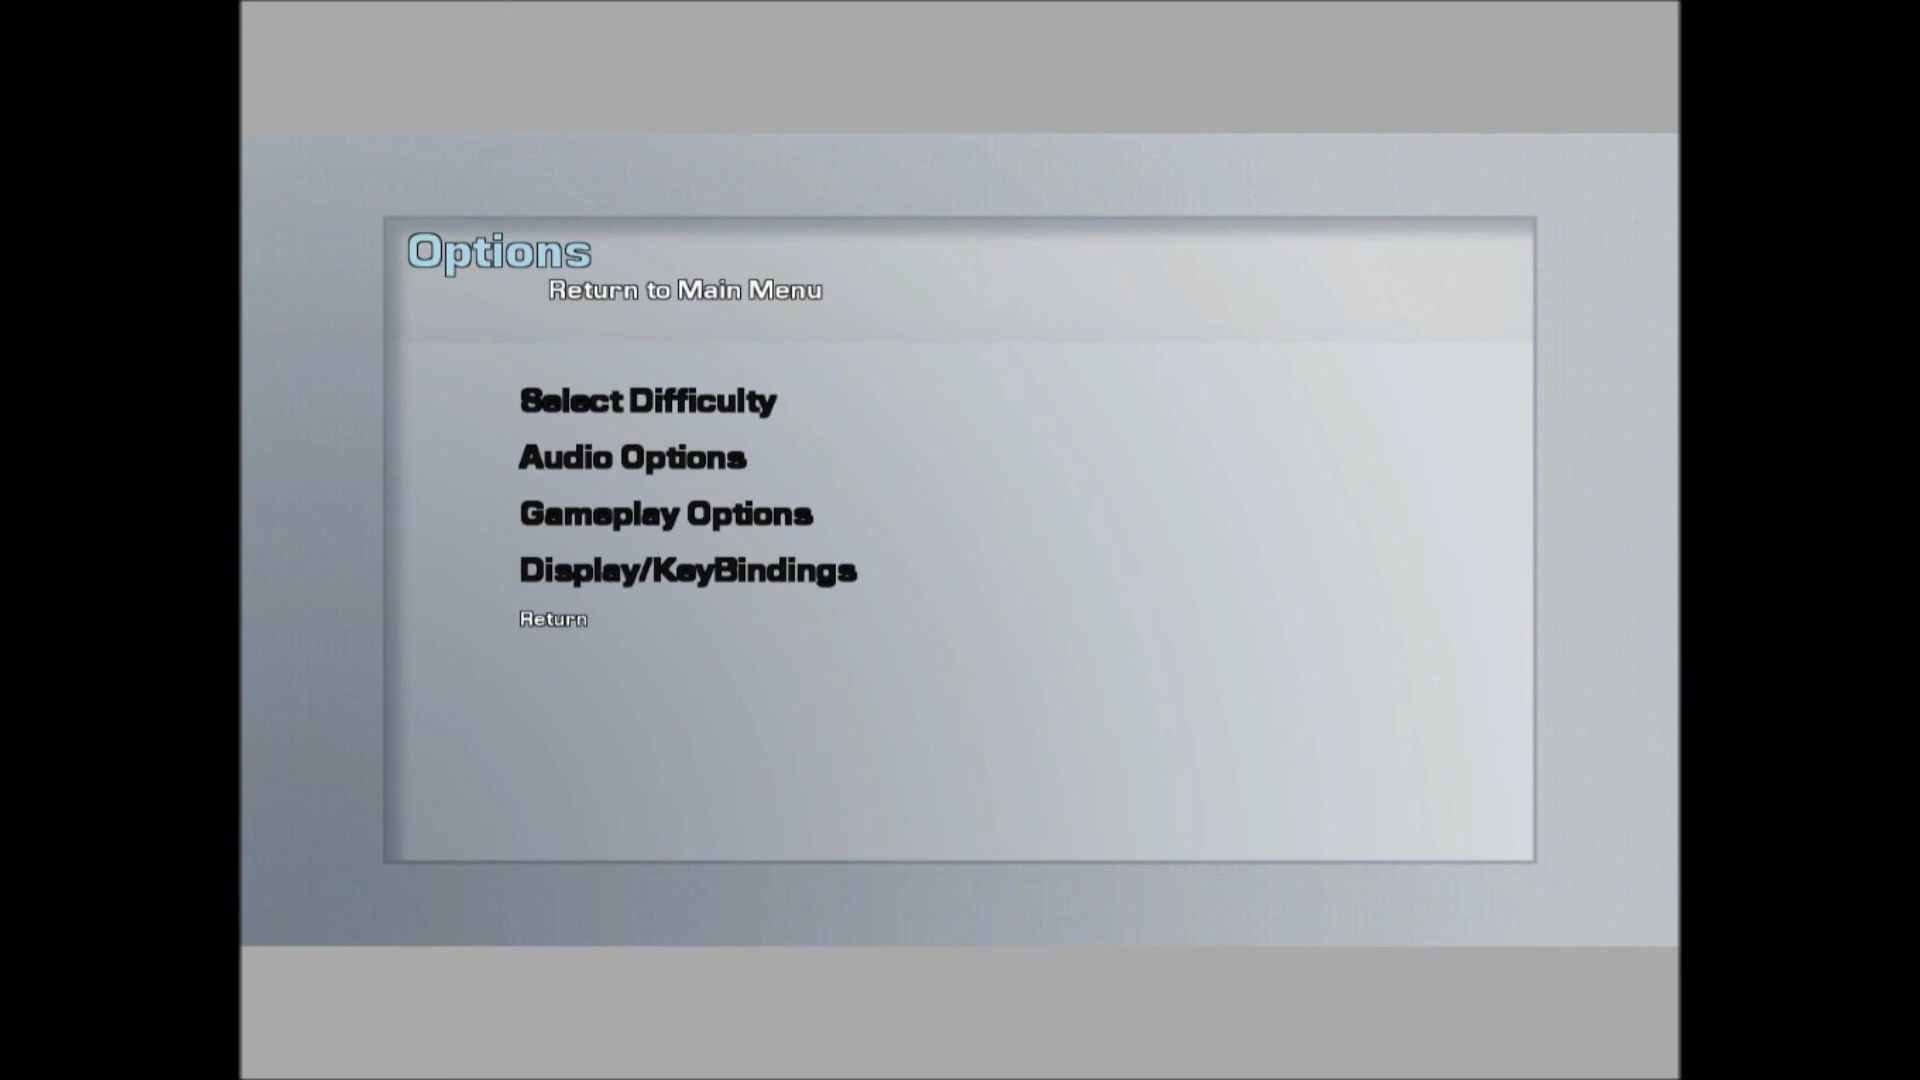 Options
Return to Main Menu
Select Difficulty
Audio Options
Gameplay Options
Display/KeyBindings
Return